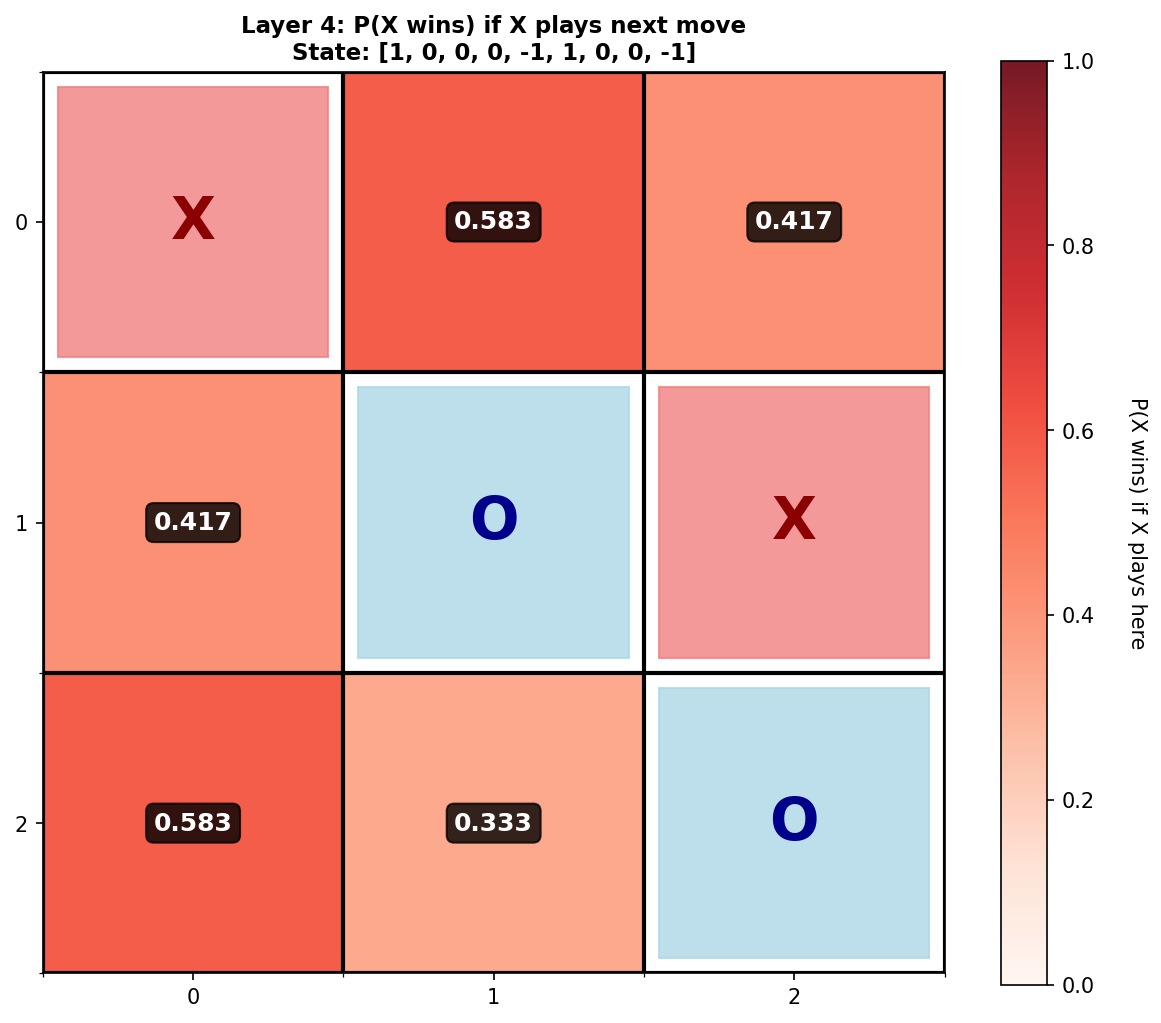 Layer 4: P(X wins) if X plays next move
State: [1, 0, 0, 0, -1, 1, 0, 0, -1]
X
0.583
0.417
0.417
O
X
0.583
0.333
O
0
1
2
0
1
2
1.0
0.8
0.6
0.4
0.2
0.0
P(X wins) if X plays here